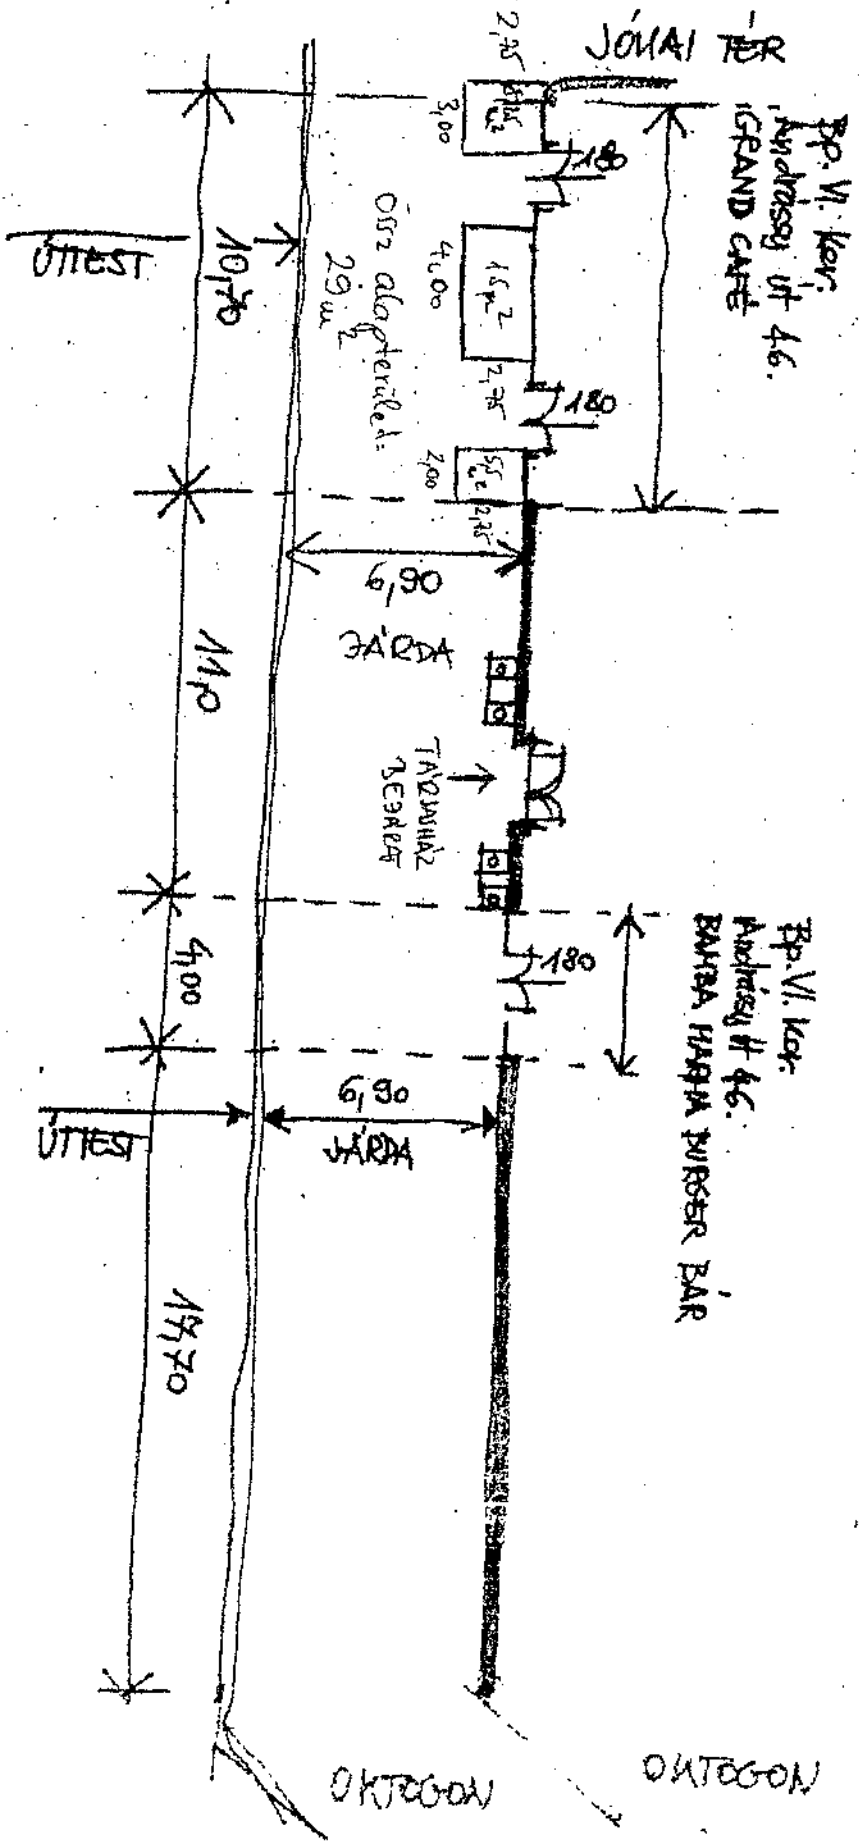 JÓKAI TÉR
Bp. VI. Ker.
Andrássy út 46.
GRAND CAFÉ
2,75
3,00
180
4,00
15 m²
2,75
180
Össz alapterület:
29 m²
ÚTTEST
10,70
2,00
5,5 m²
2,75
6,90
JÁRDA
11,0
TÁRSASHÁZ
BEJÁRAT
Bp. VI. Ker.
Andrássy út 46.
BAMBA MARHA BURGER BÁR
180
4,00
6,90
JÁRDA
ÚTTEST
17,70
OKTOGON
OKTOGON